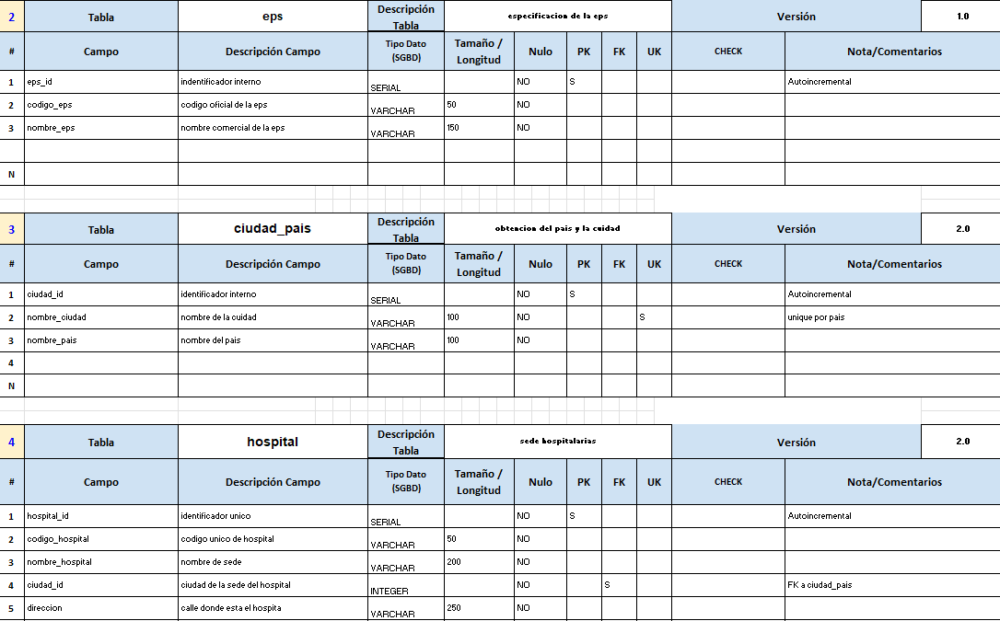 2 Tabla eps Descripción Tabla especificacion de la eps Versión 1.0
# Campo Descripción Campo Tipo Dato (SGBD) Tamaño / Longitud Nulo PK FK UK CHECK Nota/Comentarios
1 eps_id indentificador interno SERIAL NO S Autoincremental
2 codigo_eps codigo oficial de la eps VARCHAR 50 NO
3 nombre_eps nombre comercial de la eps VARCHAR 150 NO
N
3 Tabla ciudad_pais Descripción Tabla obtencion del pais y la cuidad Versión 2.0
# Campo Descripción Campo Tipo Dato (SGBD) Tamaño / Longitud Nulo PK FK UK CHECK Nota/Comentarios
1 ciudad_id identificador interno SERIAL NO S Autoincremental
2 nombre_ciudad nombre de la cuidad VARCHAR 100 NO S unique por pais
3 nombre_pais nombre del pais VARCHAR 100 NO
4
N
4 Tabla hospital Descripción Tabla sede hospitalarias Versión 2.0
# Campo Descripción Campo Tipo Dato (SGBD) Tamaño / Longitud Nulo PK FK UK CHECK Nota/Comentarios
1 hospital_id identificador unico SERIAL NO S Autoincremental
2 codigo_hospital codigo unico de hospital VARCHAR 50 NO
3 nombre_hospital nombre de sede VARCHAR 200 NO
4 ciudad_id ciudad de la sede del hospital INTEGER NO S FK a ciudad_pais
5 direccion calle donde esta el hospita VARCHAR 250 NO